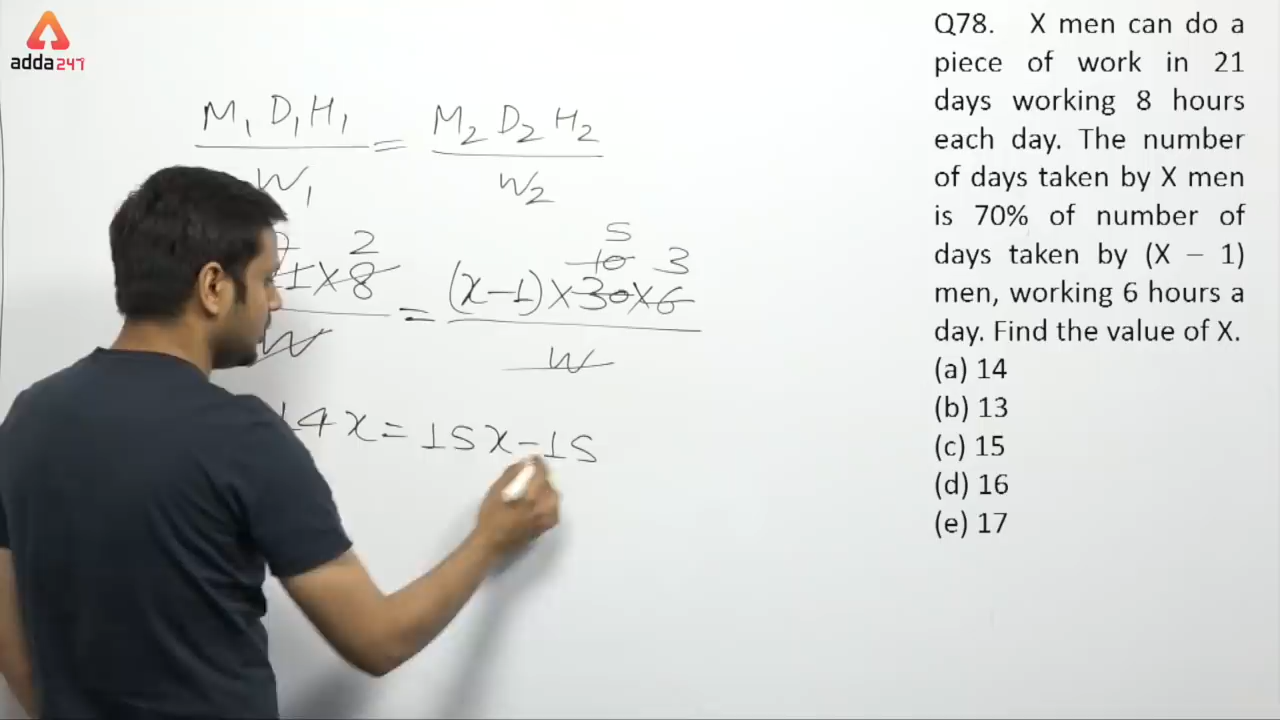 adda247
M₁ D₁ H₁ = M₂ D₂ H₂
W₁ W₂
7 2 5
10 3
1 × 8 = (x-1) × 30 × 6
W W
14x = 15x - 15
Q78. X men can do a
piece of work in 21
days working 8 hours
each day. The number
of days taken by X men
is 70% of number of
days taken by (X – 1)
men, working 6 hours a
day. Find the value of X.
(a) 14
(b) 13
(c) 15
(d) 16
(e) 17